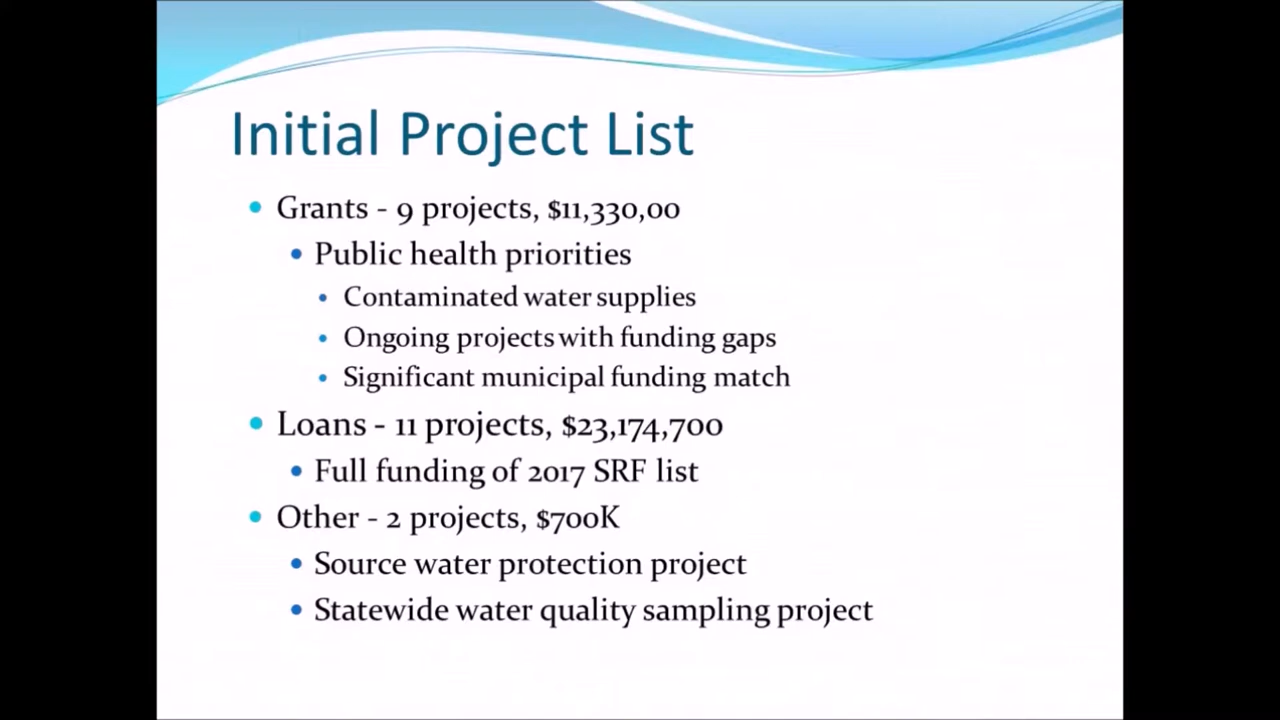 Initial Project List
• Grants - 9 projects, $11,330,00
• Public health priorities
• Contaminated water supplies
• Ongoing projects with funding gaps
• Significant municipal funding match
• Loans - 11 projects, $23,174,700
• Full funding of 2017 SRF list
• Other - 2 projects, $700K
• Source water protection project
• Statewide water quality sampling project